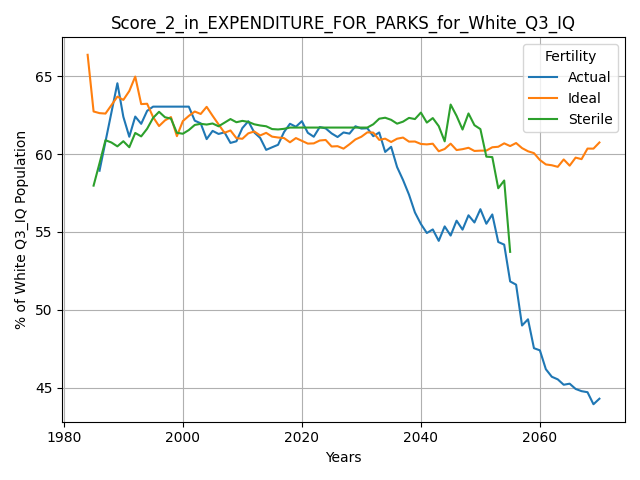 Score_2_in_EXPENDITURE_FOR_PARKS_for_White_Q3_IQ
Fertility
Actual
Ideal
Sterile
% of White Q3_IQ Population
65
60
55
50
45
1980
2000
2020
2040
2060
Years